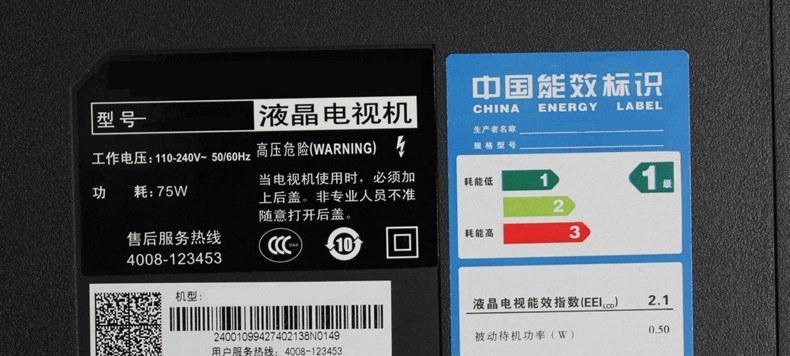 型号
液晶电视机
工作电压: 110-240V~ 50/60Hz
高压危险(WARNING)
功 耗: 75W
当电视机使用时，必须加
上后盖。非专业人员不准
随意打开后盖。
售后服务热线
4008-123453
CCC
10
机型:
24001099427402138N0149
用户服务热线: 4008-123453
中国能效标识
CHINA ENERGY LABEL
生产者名称
规格型号
耗能低
1
1级
2
耗能高
3
液晶电视能效指数(EEILCD) 2.1
被动待机功率(W) 0.50